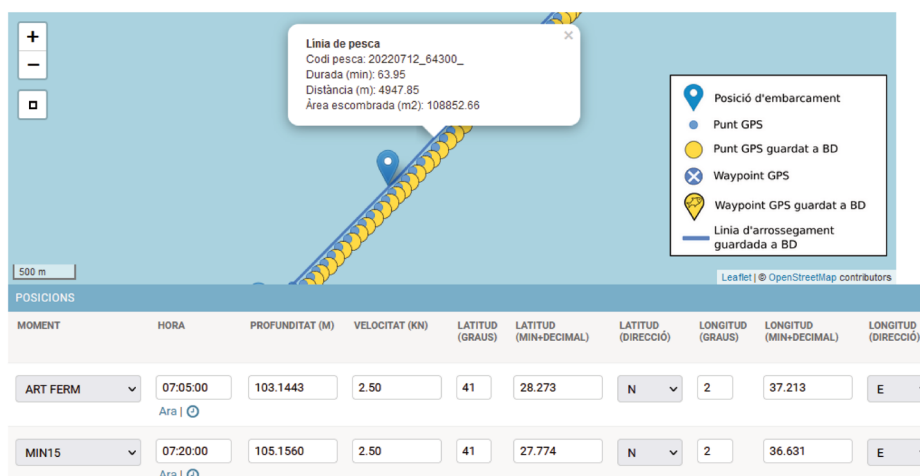 +
−
Línia de pesca
Codi pesca: 20220712_64300_
Durada (min): 63.95
Distància (m): 4947.85
Àrea escombrada (m2): 108852.66
×
Posició d'embarcament
Punt GPS
Punt GPS guardat a BD
Waypoint GPS
Waypoint GPS guardat a BD
Linia d'arrossegament
guardada a BD
500 m
Leaflet | © OpenStreetMap contributors
POSICIONS
MOMENT HORA PROFUNDITAT (M) VELOCITAT (KN) LATITUD (GRAUS) LATITUD (MIN+DECIMAL) LATITUD (DIRECCIÓ) LONGITUD (GRAUS) LONGITUD (MIN+DECIMAL) LONGITUD (DIRECCIÓ)
ART FERM 07:05:00 103.1443 2.50 41 28.273 N 2 37.213 E
Ara |
MIN15 07:20:00 105.1560 2.50 41 27.774 N 2 36.631 E
Ara |